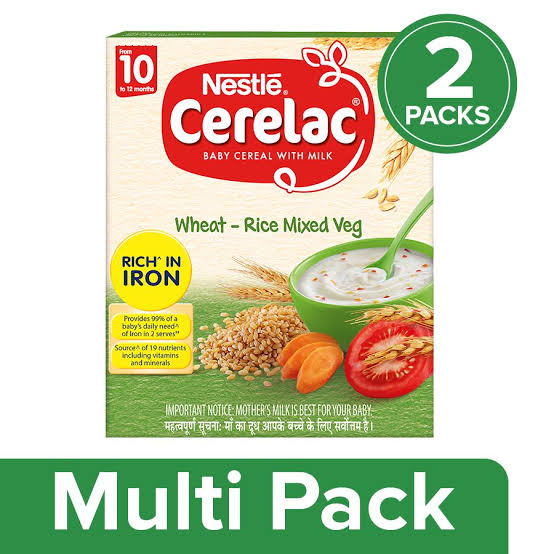 from
10
to 12 months
Nestlé®
Cerelac®
BABY CEREAL WITH MILK
2
PACKS
Wheat – Rice Mixed Veg
RICH^ IN
IRON
Provides 99% of a
baby's daily need^
of Iron in 2 serves**
Source^ of 19 nutrients
including vitamins
and minerals
IMPORTANT NOTICE: MOTHER'S MILK IS BEST FOR YOUR BABY.
महत्वपूर्ण सूचना: माँ का दूध आपके बच्चे के लिए सर्वोत्तम है।
Multi Pack